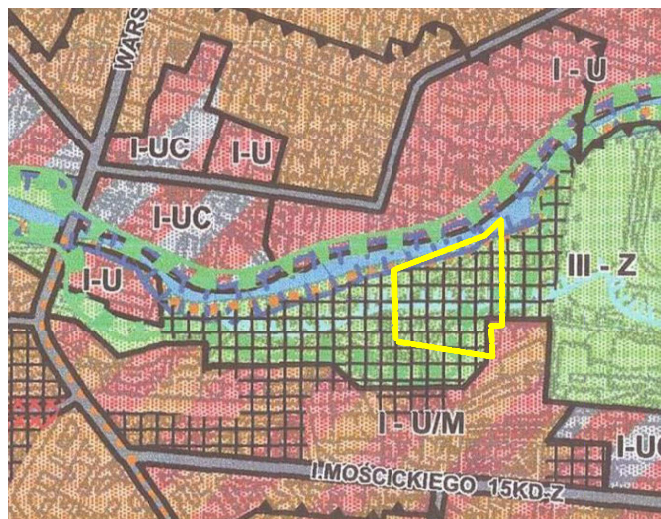 WARS
I - U
I-UC
I-U
I-UC
I-U
III - Z
I - U/M
I-UC
I.MOŚCICKIEGO 15KD-Z